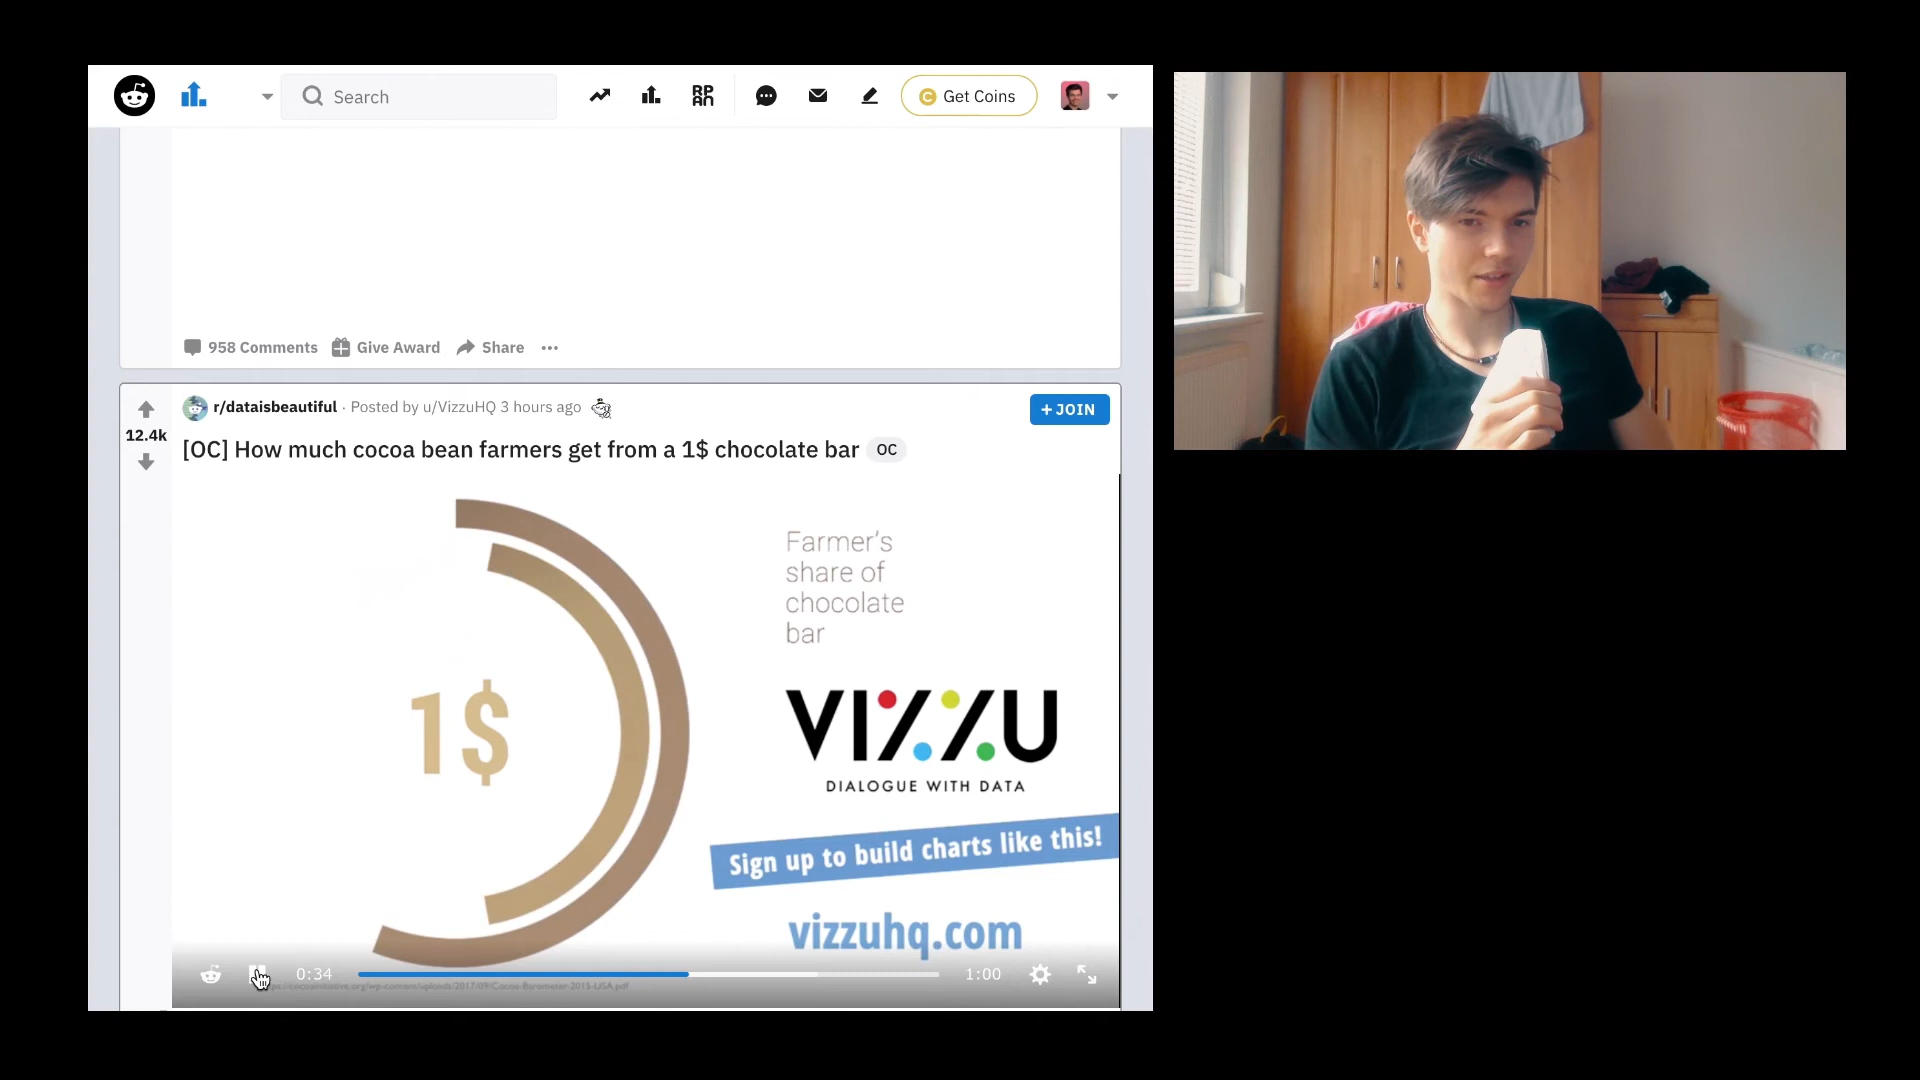 Search
RPAN
Get Coins
958 Comments Give Award Share
r/dataisbeautiful · Posted by u/VizzuHQ 3 hours ago
+ JOIN
12.4k
[OC] How much cocoa bean farmers get from a 1$ chocolate bar OC
Farmer's
share of
chocolate
bar
1$
VIZZU
DIALOGUE WITH DATA
Sign up to build charts like this!
vizzuhq.com
0:34 1:00